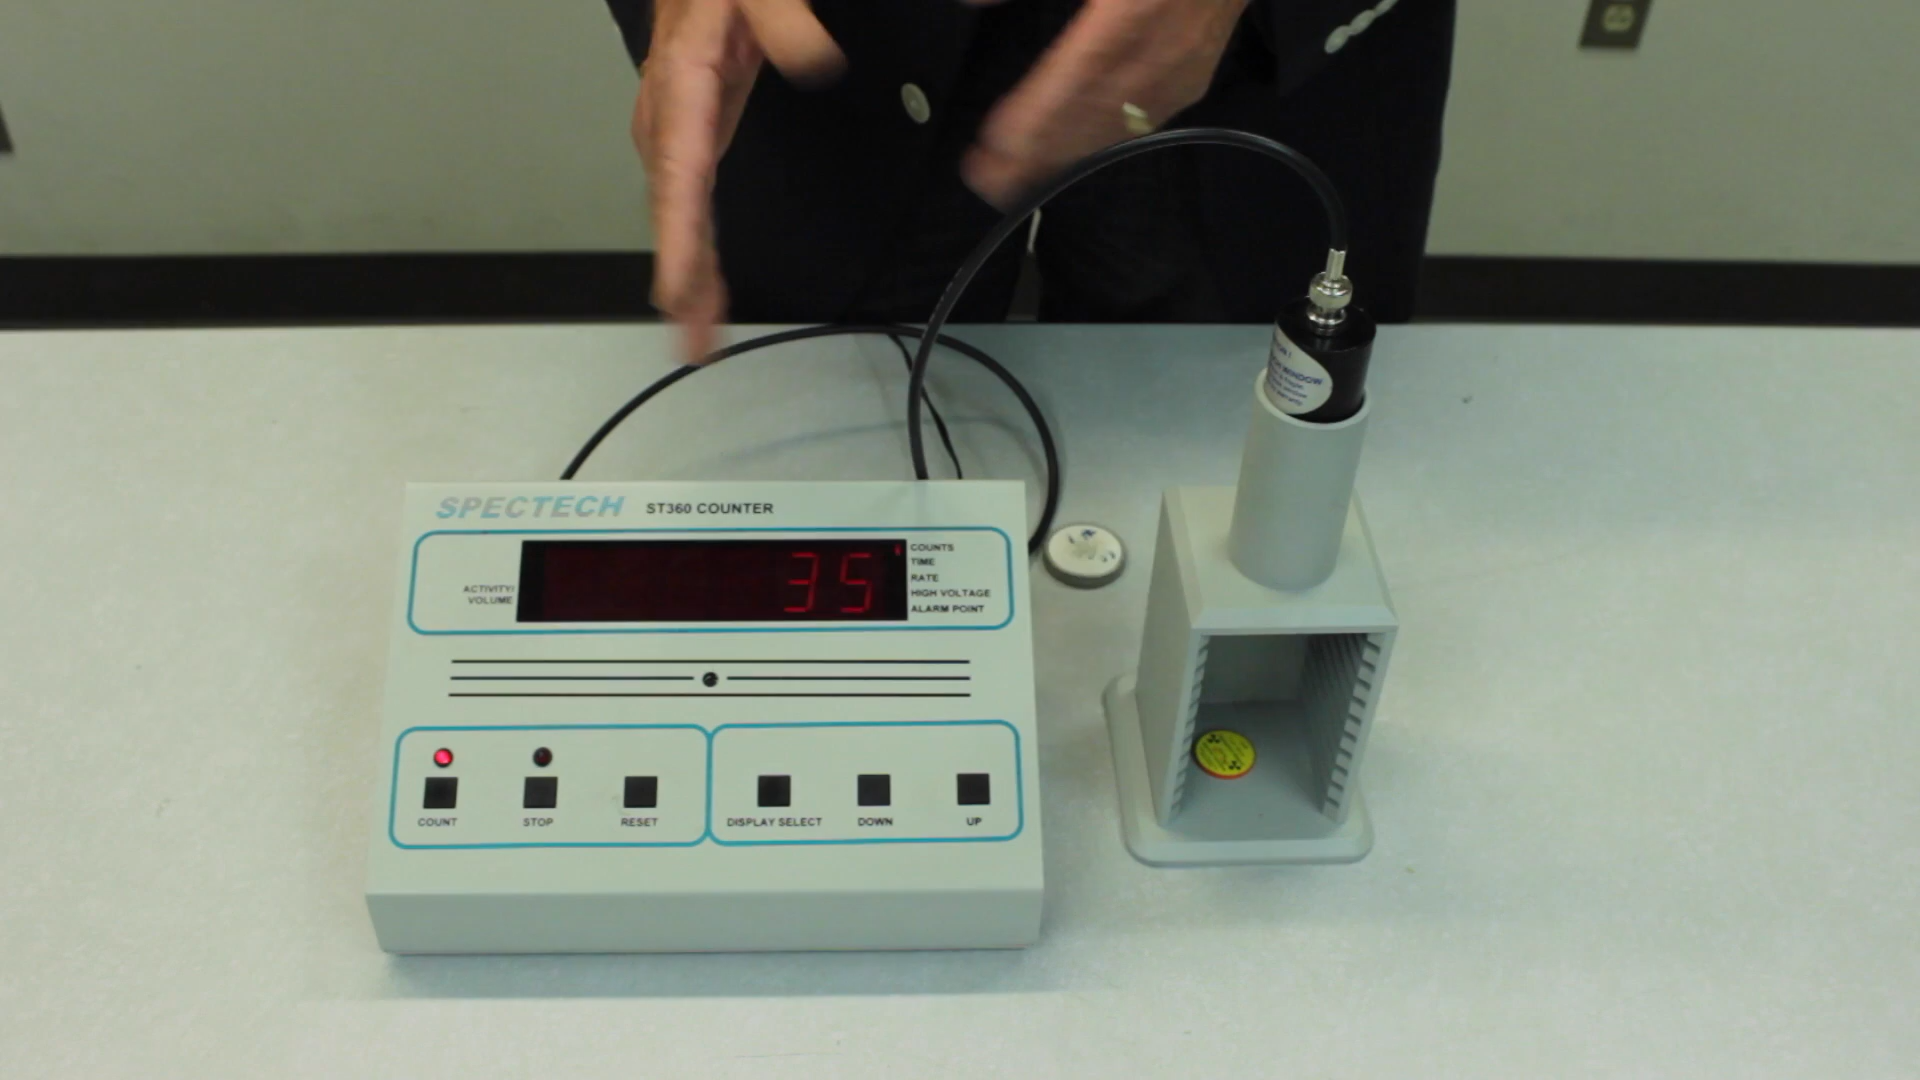 SPECTECH ST360 COUNTER
COUNTS
TIME
RATE
HIGH VOLTAGE
ALARM POINT
ACTIVITY/
VOLUME
35
COUNT STOP RESET DISPLAY SELECT DOWN UP
WINDOW